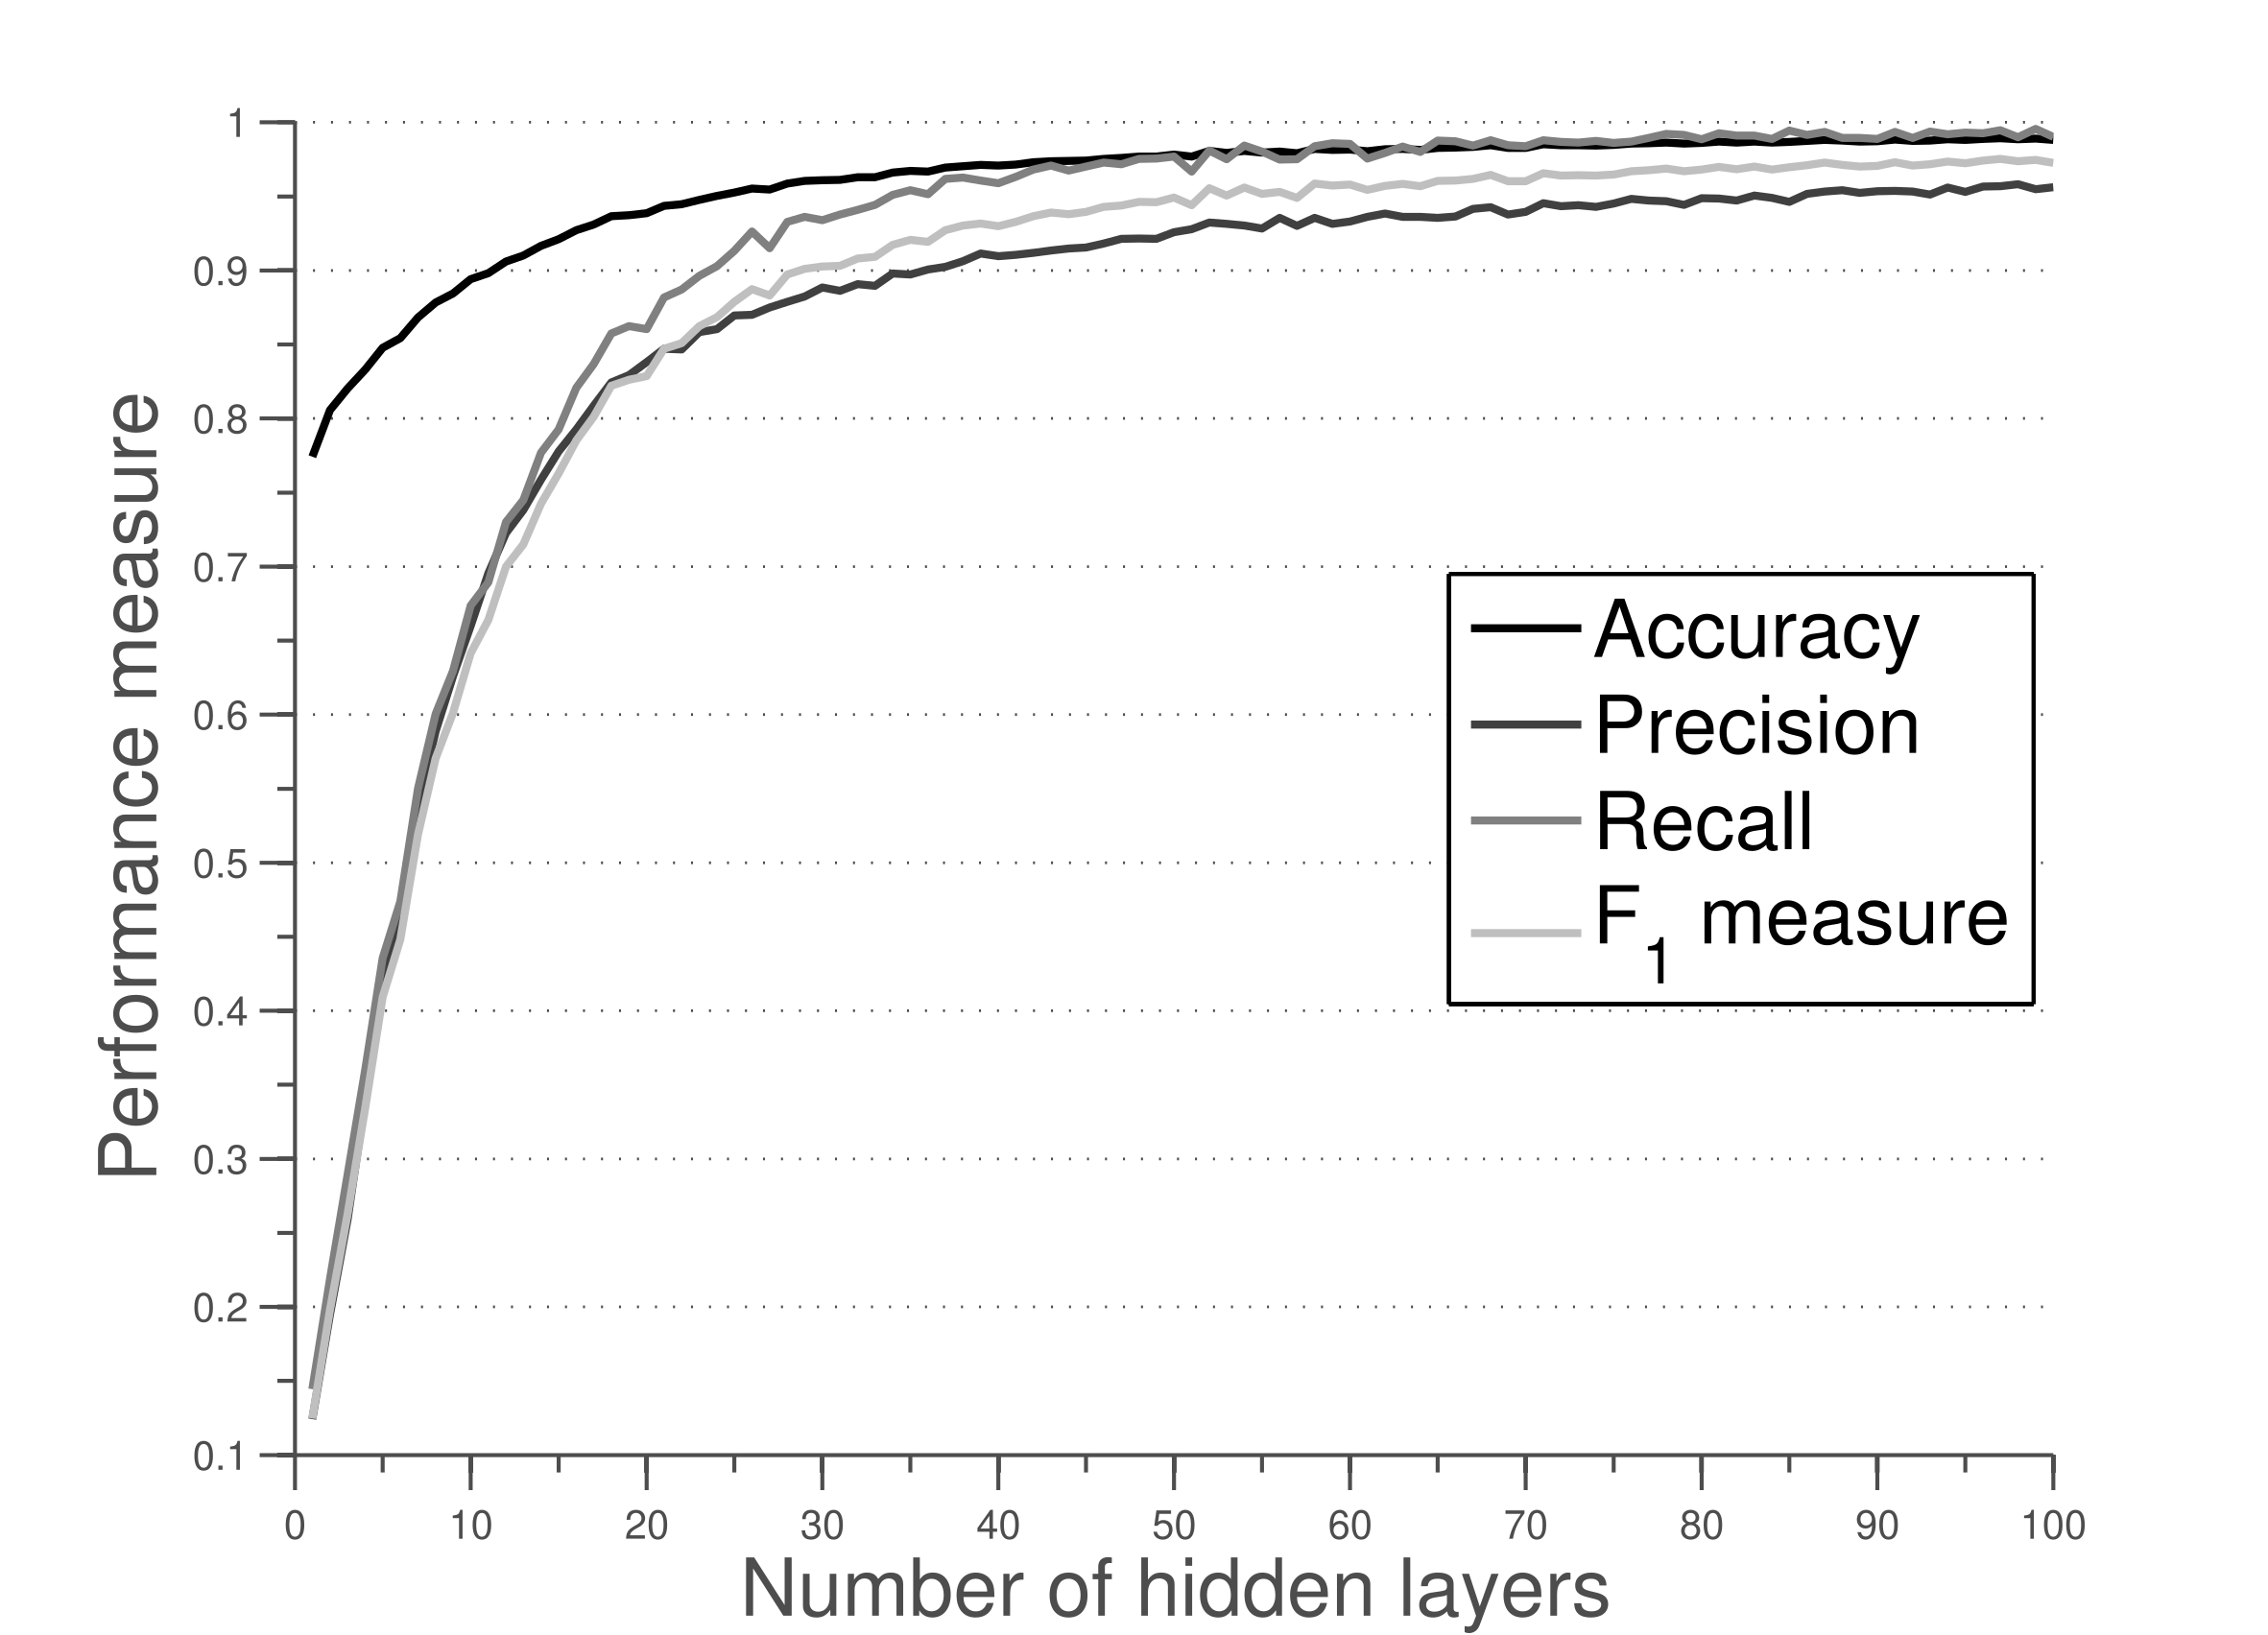 1
0.9
0.8
0.7
0.6
0.5
0.4
0.3
0.2
0.1
Performance measure
Accuracy
Precision
Recall
F1 measure
0 10 20 30 40 50 60 70 80 90 100
Number of hidden layers